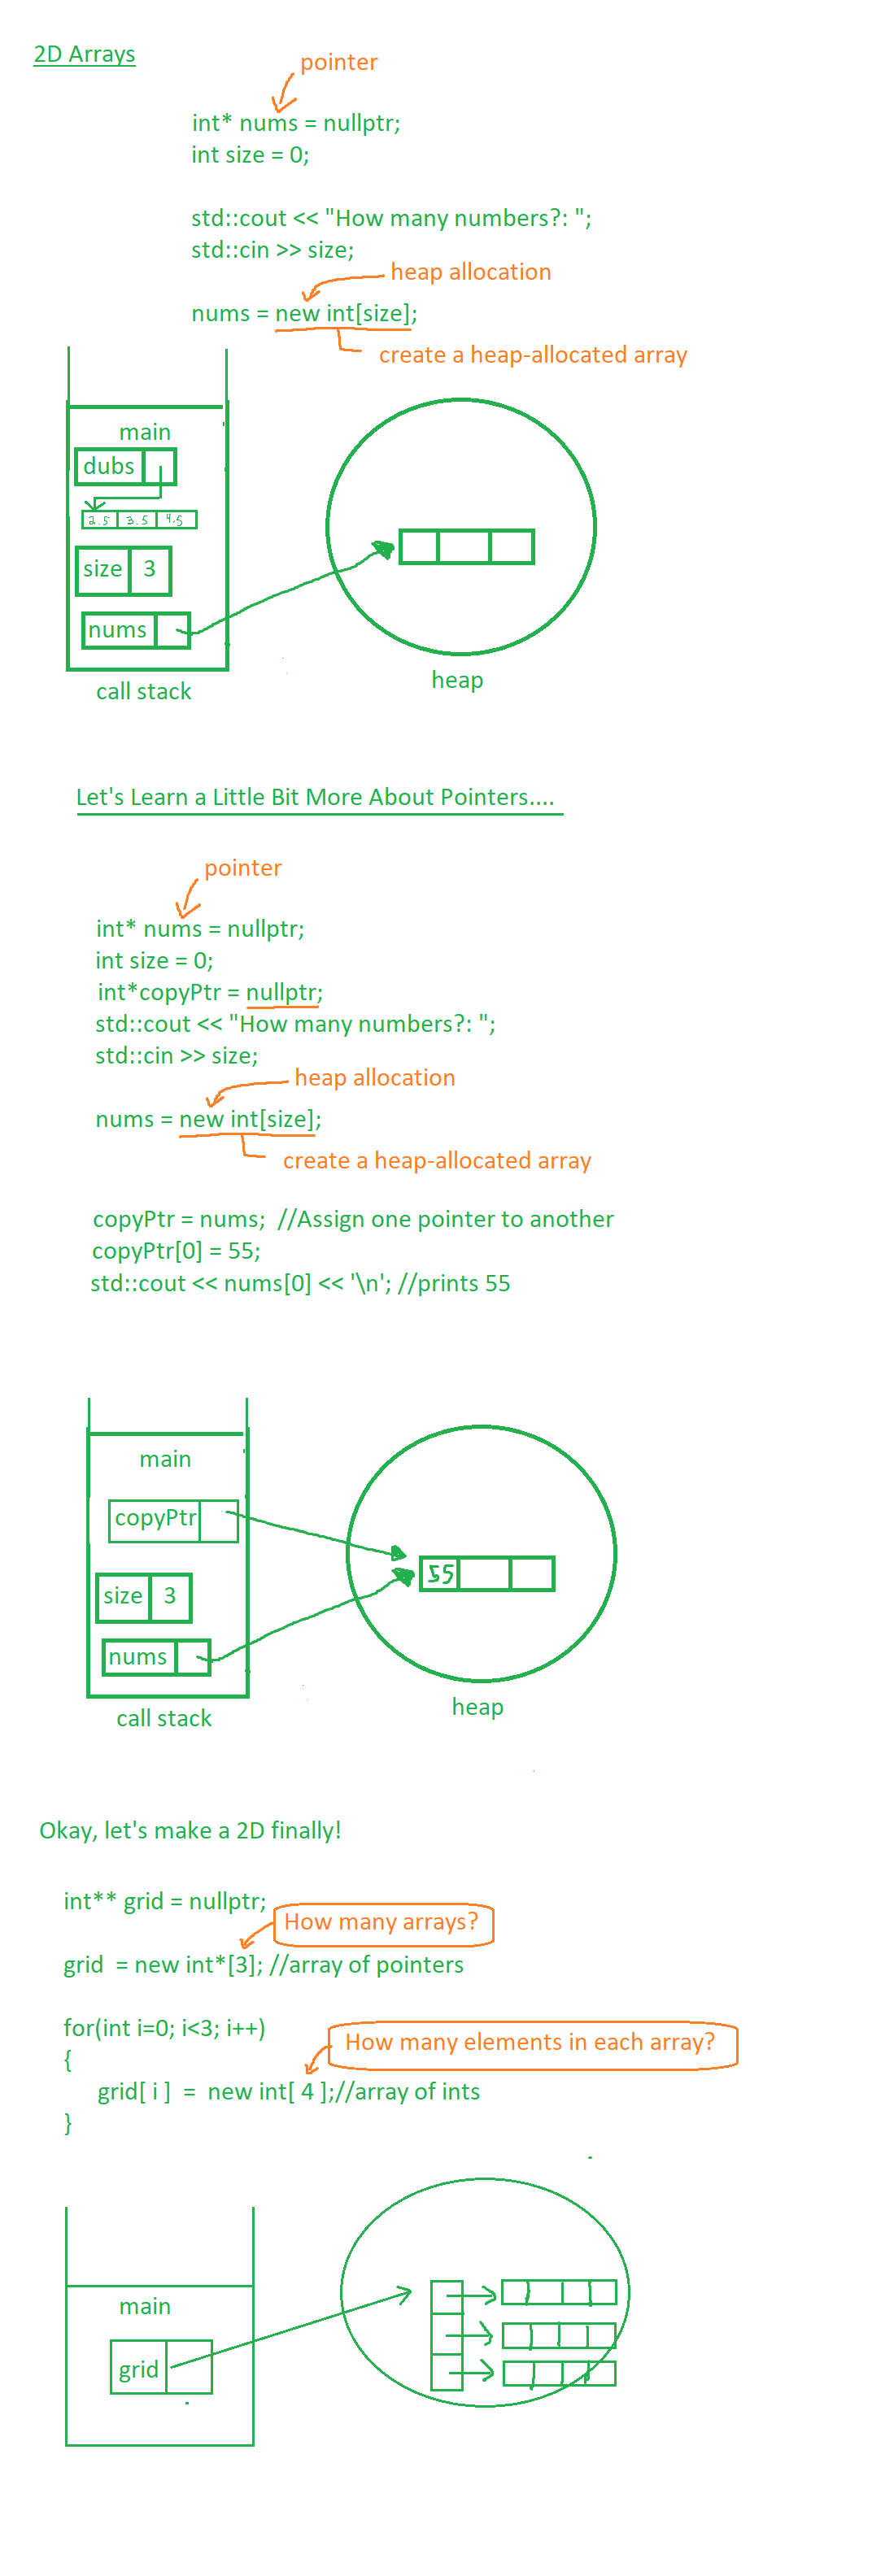 2D Arrays
pointer
int* nums = nullptr;
int size = 0;
std::cout << "How many numbers?: ";
std::cin >> size;
heap allocation
nums = new int[size];
create a heap-allocated array
main
dubs
2.5 3.5 4.5
size 3
nums
call stack
heap
Let's Learn a Little Bit More About Pointers....
pointer
int* nums = nullptr;
int size = 0;
int*copyPtr = nullptr;
std::cout << "How many numbers?: ";
std::cin >> size;
heap allocation
nums = new int[size];
create a heap-allocated array
copyPtr = nums;  //Assign one pointer to another
copyPtr[0] = 55;
std::cout << nums[0] << '\n'; //prints 55
main
copyPtr
55
size 3
nums
call stack
heap
Okay, let's make a 2D finally!
int** grid = nullptr;
How many arrays?
grid  = new int*[3]; //array of pointers
for(int i=0; i<3; i++)
How many elements in each array?
{
grid[ i ]  =  new int[ 4 ];//array of ints
}
main
grid